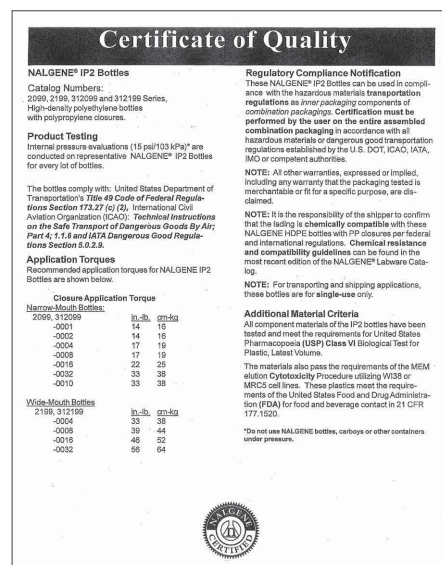 Certificate of Quality
NALGENE® IP2 Bottles
Catalog Numbers:
2099, 2199, 312099 and 312199 Series,
High-density polyethylene bottles
with polypropylene closures.
Product Testing
Internal pressure evaluations (15 psi/103 kPa)* are
conducted on representative NALGENE® IP2 Bottles
for every lot of bottles.
The bottles comply with: United States Department of
Transportation's Title 49 Code of Federal Regula-
tions Section 173.27 (c) (2), International Civil
Aviation Organization (ICAO); Technical Instructions
on the Safe Transport of Dangerous Goods By Air;
Part 4; 1.1.6 and IATA Dangerous Good Regula-
tions Section 5.0.2.9.
Application Torques
Recommended application torques for NALGENE IP2
Bottles are shown below.
Closure Application Torque
Narrow-Mouth Bottles:
2099, 312099 in.-lb. cm-kg
-0001 14 16
-0002 14 16
-0004 17 19
-0008 17 19
-0016 22 25
-0032 33 38
-0010 33 38
Wide-Mouth Bottles
2199, 312199 in.-lb. cm-kg
-0004 33 38
-0008 39 44
-0016 46 52
-0032 56 64
Regulatory Compliance Notification
These NALGENE® IP2 Bottles can be used in compli-
ance with the hazardous materials transportation
regulations as inner packaging components of
combination packagings. Certification must be
performed by the user on the entire assembled
combination packaging in accordance with all
hazardous materials or dangerous good transportation
regulations established by the U.S. DOT, ICAO, IATA,
IMO or competent authorities.
NOTE: All other warranties, expressed or implied,
including any warranty that the packaging tested is
merchantable or fit for a specific purpose, are dis-
claimed.
NOTE: It is the responsibility of the shipper to confirm
that the lading is chemically compatible with these
NALGENE HDPE bottles with PP closures per federal
and international regulations. Chemical resistance
and compatibility guidelines can be found in the
most recent edition of the NALGENE® Labware Cata-
log.
NOTE: For transporting and shipping applications,
these bottles are for single-use only.
Additional Material Criteria
All component materials of the IP2 bottles have been
tested and meet the requirements for United States
Pharmacopoeia (USP) Class VI Biological Test for
Plastic, Latest Volume.
The materials also pass the requirements of the MEM
elution Cytotoxicity Procedure utilizing WI38 or
MRC5 cell lines. These plastics meet the require-
ments of the United States Food and Drug Administra-
tion (FDA) for food and beverage contact in 21 CFR
177.1520.
*Do not use NALGENE bottles, carboys or other containers
under pressure.
NALGENE
CERTIFIED